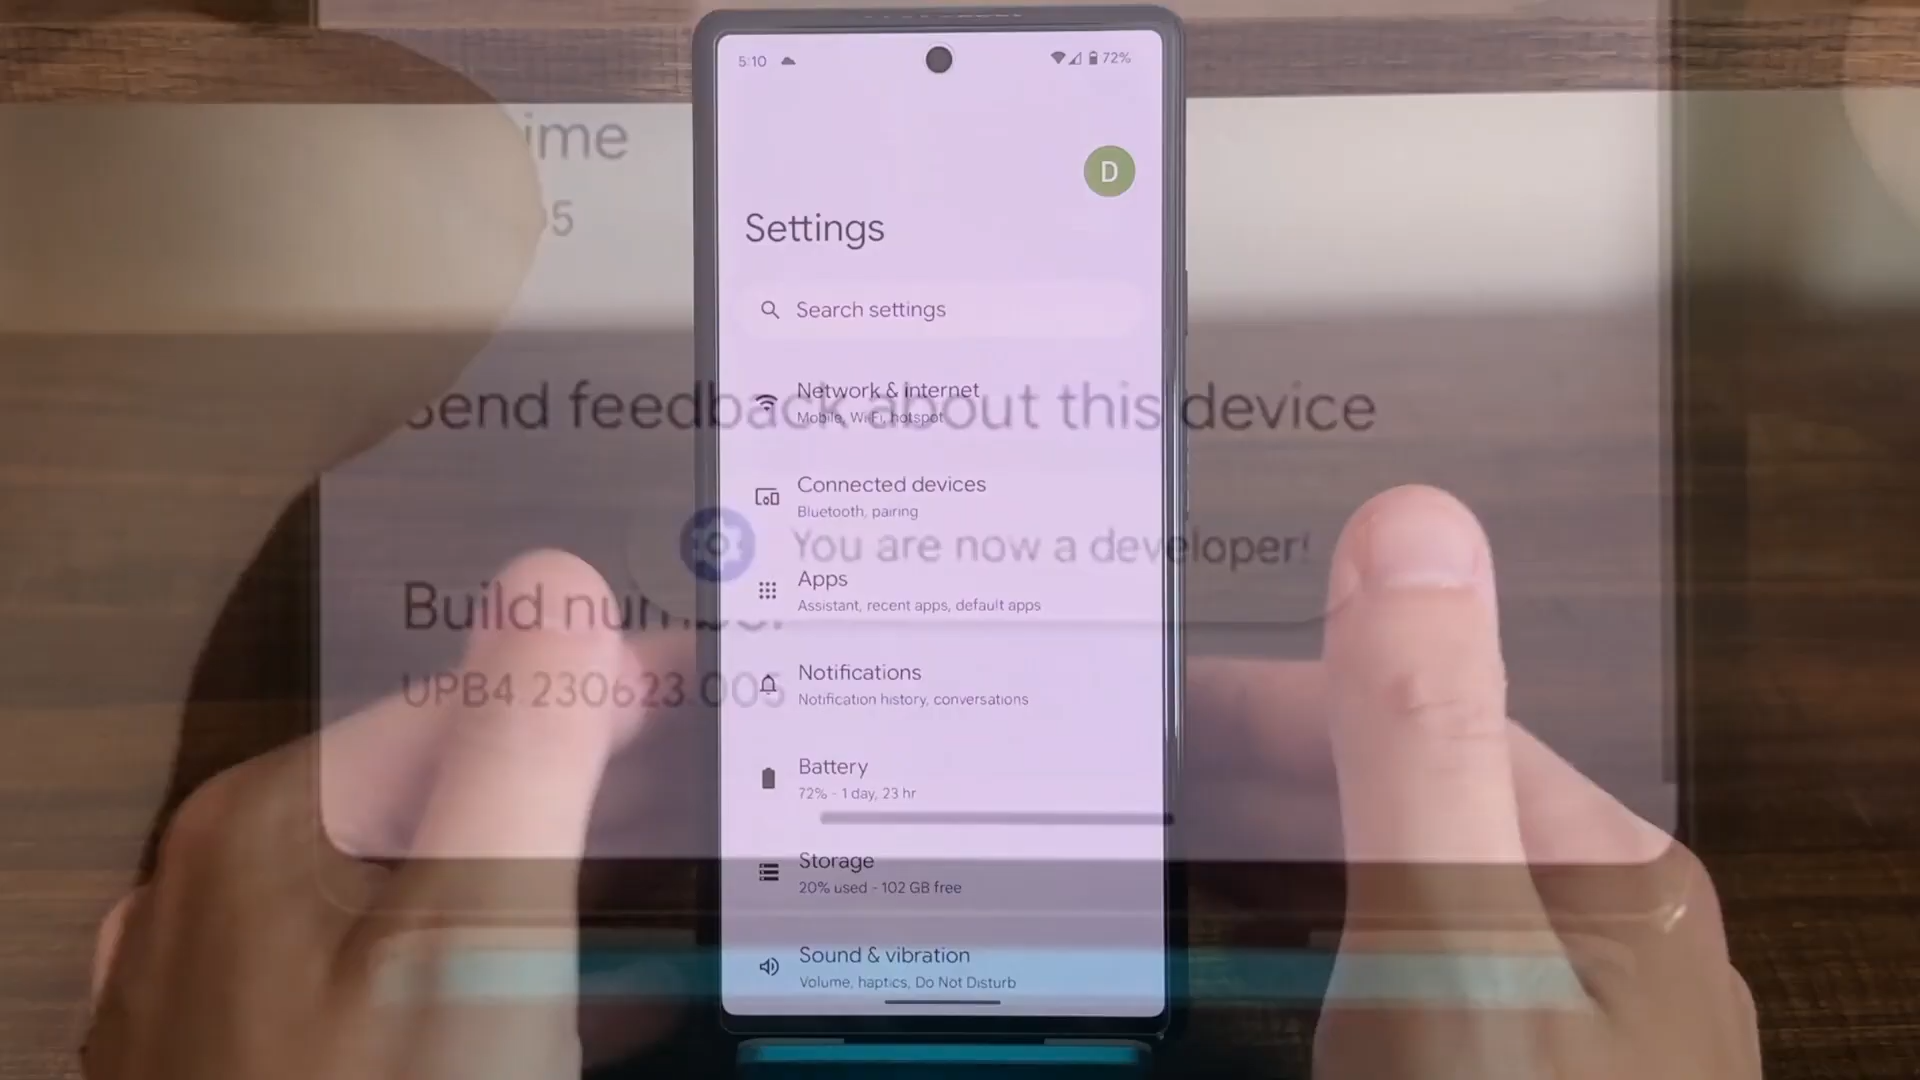 5:10
72%
D
Settings
Search settings
Network & internet
Mobile, Wi-Fi, hotspot
Connected devices
Bluetooth, pairing
Apps
Assistant, recent apps, default apps
Notifications
Notification history, conversations
Battery
72% - 1 day, 23 hr
Storage
20% used - 102 GB free
Sound & vibration
Volume, haptics, Do Not Disturb
ime
5
Send feedback about this device
You are now a developer!
Build number
UPB4.230623.005